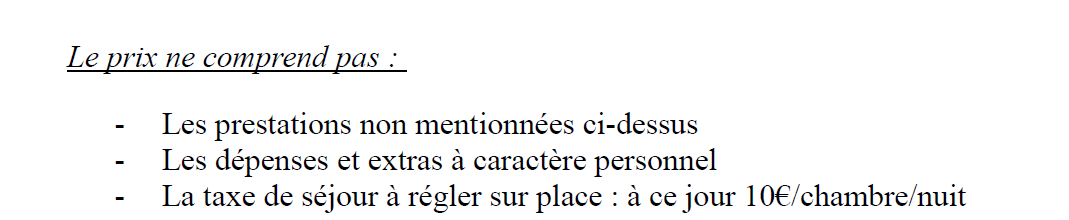 Le prix ne comprend pas :
- Les prestations non mentionnées ci-dessus
- Les dépenses et extras à caractère personnel
- La taxe de séjour à régler sur place : à ce jour 10€/chambre/nuit